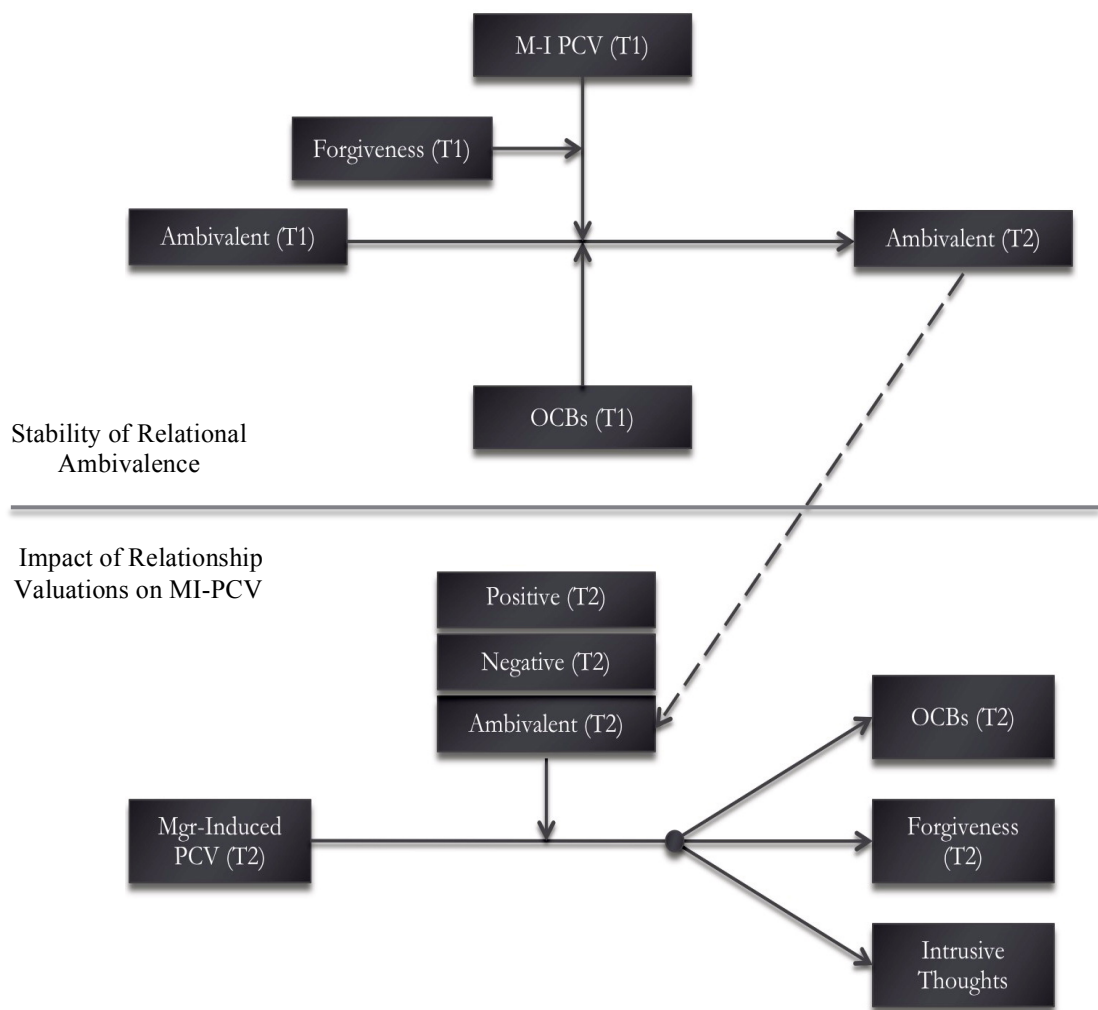 M-I PCV (T1)
Forgiveness (T1)
Ambivalent (T1)
Ambivalent (T2)
OCBs (T1)
Stability of Relational
Ambivalence
Impact of Relationship
Valuations on MI-PCV
Positive (T2)
Negative (T2)
Ambivalent (T2)
OCBs (T2)
Mgr-Induced
PCV (T2)
Forgiveness
(T2)
Intrusive
Thoughts